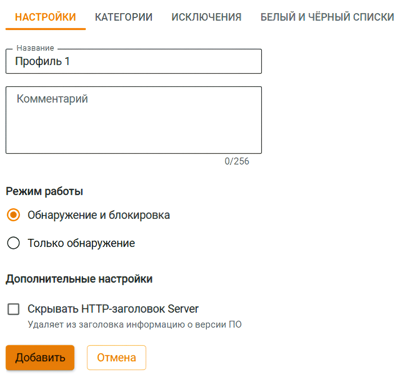 НАСТРОЙКИ КАТЕГОРИИ ИСКЛЮЧЕНИЯ БЕЛЫЙ И ЧЁРНЫЙ СПИСКИ
Название
Профиль 1
Комментарий
0/256
Режим работы
Обнаружение и блокировка
Только обнаружение
Дополнительные настройки
Скрывать HTTP-заголовок Server
Удаляет из заголовка информацию о версии ПО
Добавить Отмена